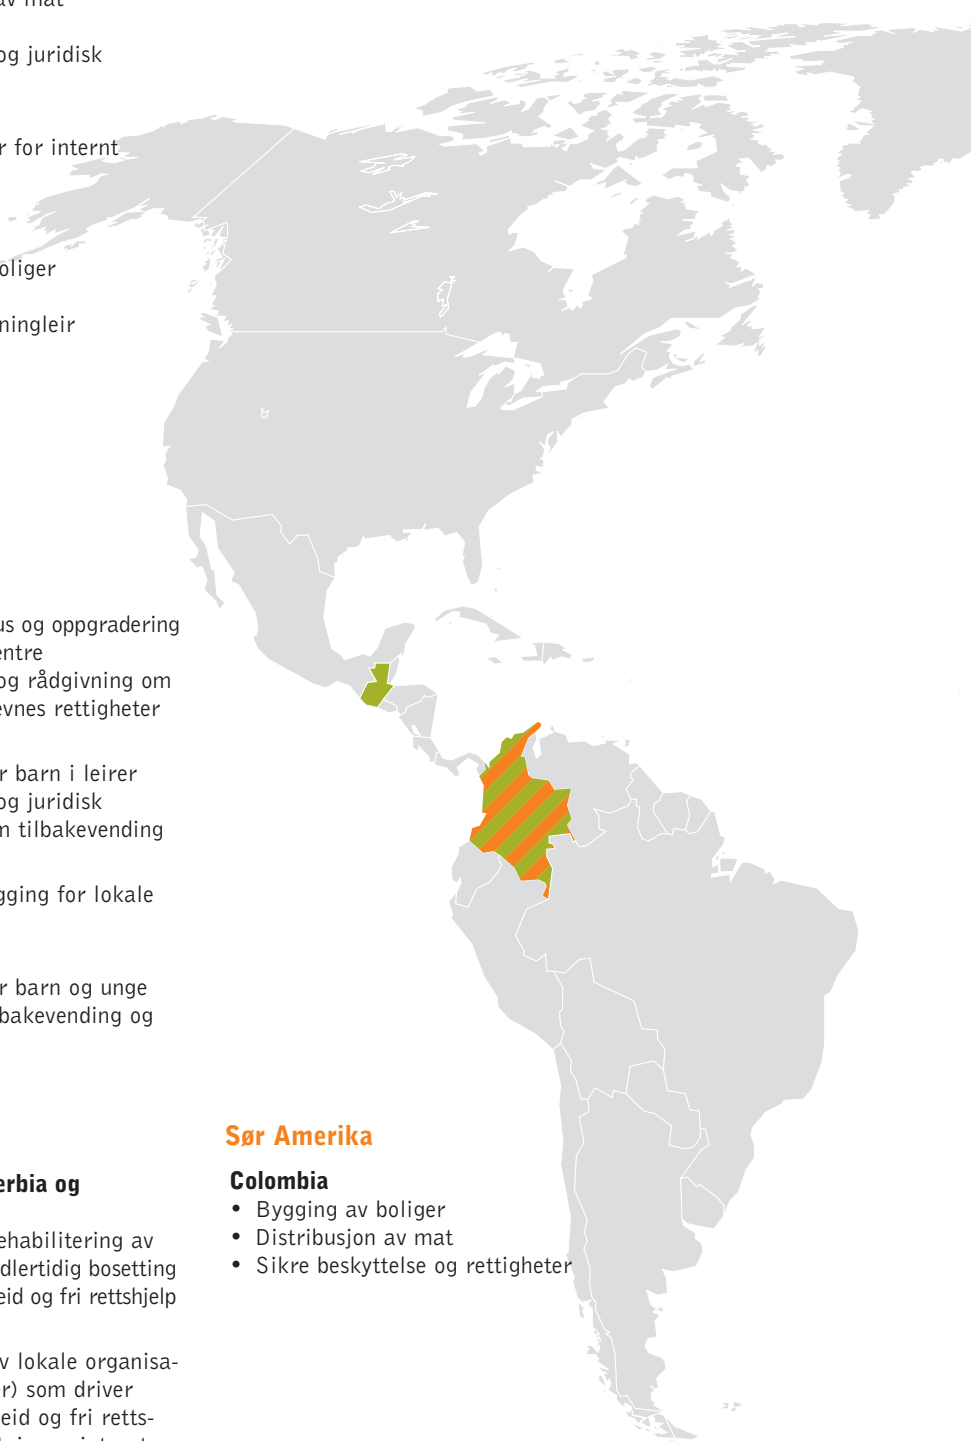 av mat
og juridisk
r for internt
oliger
ningleir
us og oppgradering
entre
og rådgivning om
evnes rettigheter
r barn i leirer
og juridisk
m tilbakevending
gging for lokale
r barn og unge
bakevending og
erbia og
ehabilitering av
dlertidig bosetting
eid og fri rettshjelp
v lokale organisa-
er) som driver
eid og fri retts-
Sør Amerika
Colombia
• Bygging av boliger
• Distribusjon av mat
• Sikre beskyttelse og rettigheter